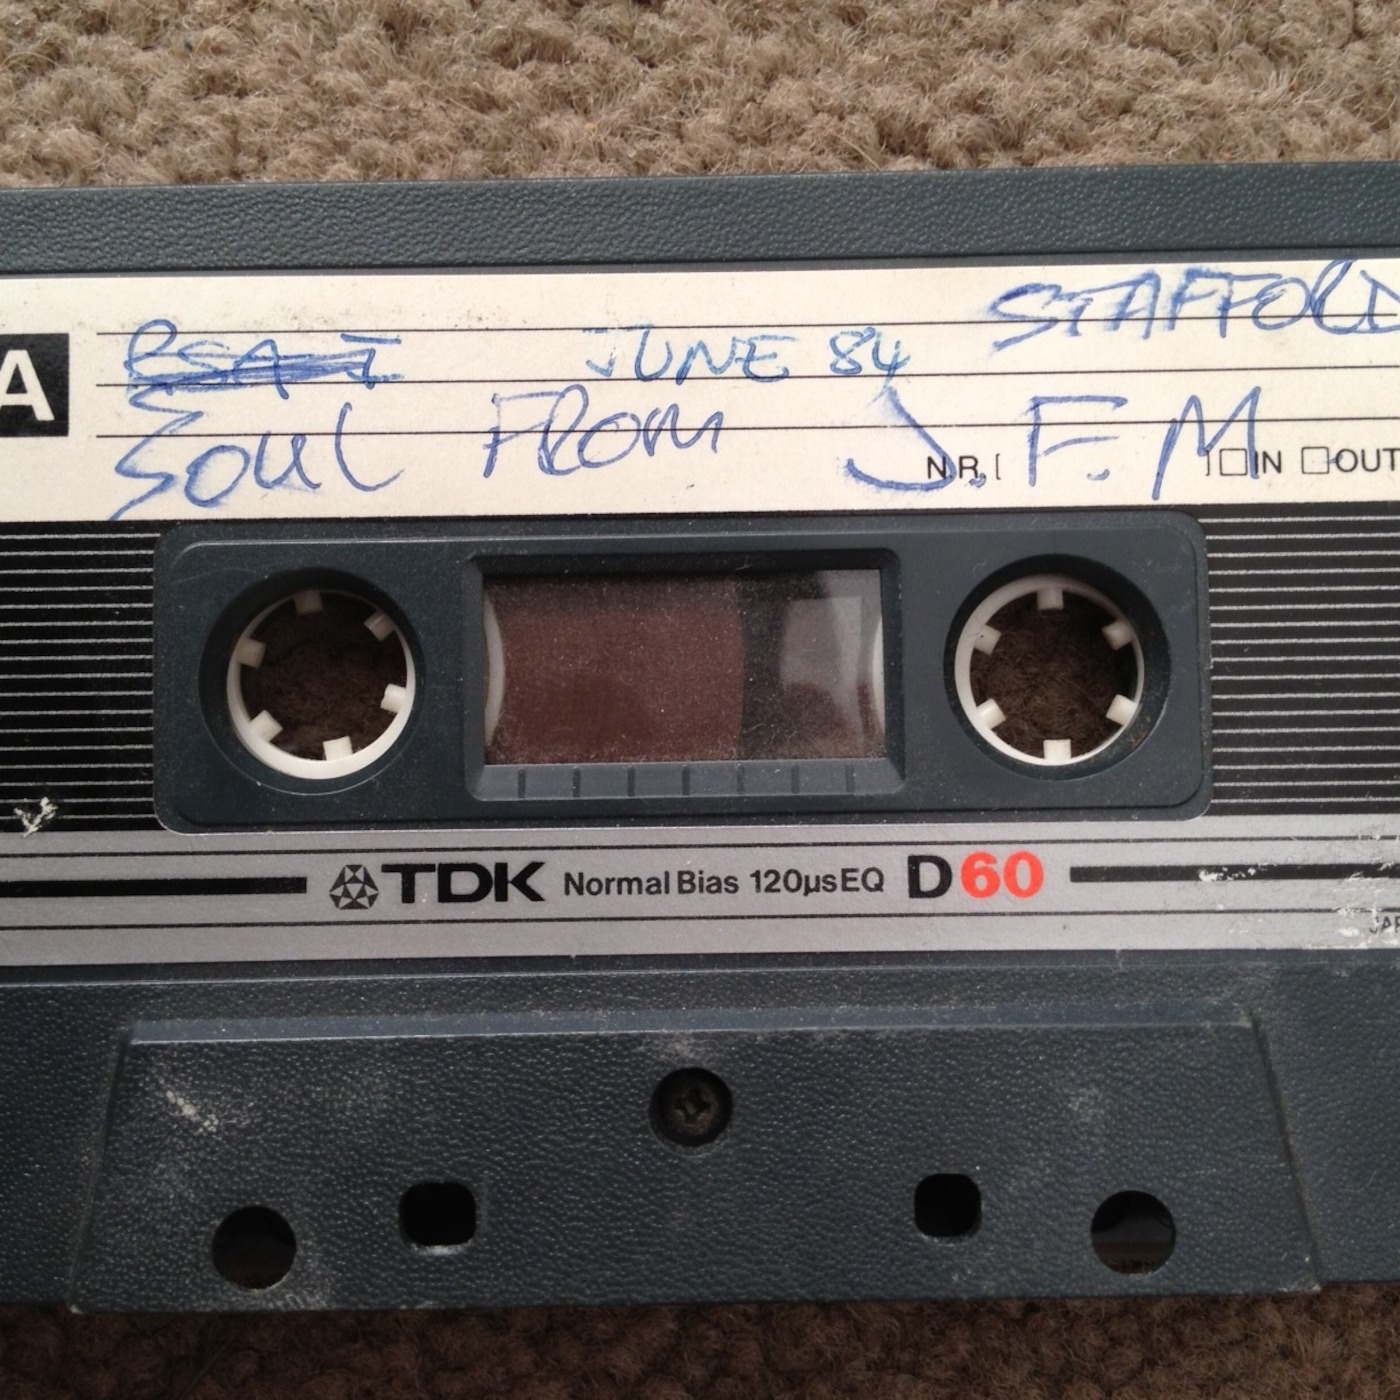 STAFFORD
A
JUNE 84
SOUL FROM J.F.M
N.R. [ ] □IN □OUT
TDK Normal Bias 120µs EQ D60